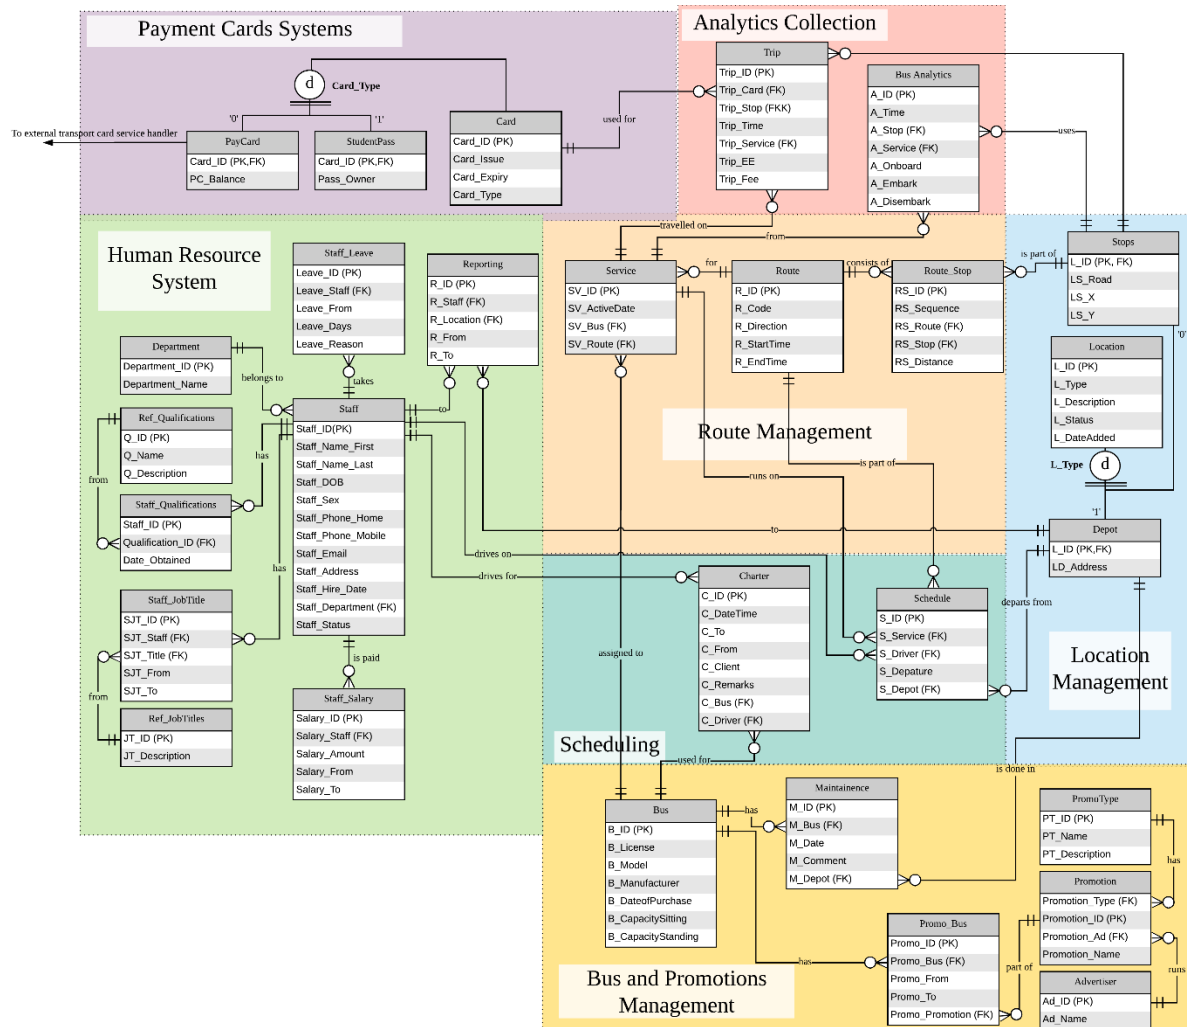 Payment Cards Systems
d
Card_Type
'0'
'1'
To external transport card service handler
PayCard
Card_ID (PK,FK)
PC_Balance
StudentPass
Card_ID (PK,FK)
Pass_Owner
Card
Card_ID (PK)
Card_Issue
Card_Expiry
Card_Type
used for
Analytics Collection
Trip
Trip_ID (PK)
Trip_Card (FK)
Trip_Stop (FKK)
Trip_Time
Trip_Service (FK)
Trip_EE
Trip_Fee
Bus Analytics
A_ID (PK)
A_Time
A_Stop (FK)
A_Service (FK)
A_Onboard
A_Embark
A_Disembark
uses
travelled on
from
Human Resource
System
Staff_Leave
Leave_ID (PK)
Leave_Staff (FK)
Leave_From
Leave_Days
Leave_Reason
Reporting
R_ID (PK)
R_Staff (FK)
R_Location (FK)
R_From
R_To
Department
Department_ID (PK)
Department_Name
belongs to
takes
to
Ref_Qualifications
Q_ID (PK)
Q_Name
Q_Description
from
has
Staff_Qualifications
Staff_ID (PK)
Qualification_ID (FK)
Date_Obtained
Staff
Staff_ID(PK)
Staff_Name_First
Staff_Name_Last
Staff_DOB
Staff_Sex
Staff_Phone_Home
Staff_Phone_Mobile
Staff_Email
Staff_Address
Staff_Hire_Date
Staff_Department (FK)
Staff_Status
has
Staff_JobTitle
SJT_ID (PK)
SJT_Staff (FK)
SJT_Title (FK)
SJT_From
SJT_To
from
Ref_JobTitles
JT_ID (PK)
JT_Description
is paid
Staff_Salary
Salary_ID (PK)
Salary_Staff (FK)
Salary_Amount
Salary_From
Salary_To
Service
SV_ID (PK)
SV_ActiveDate
SV_Bus (FK)
SV_Route (FK)
for
Route
R_ID (PK)
R_Code
R_Direction
R_StartTime
R_EndTime
consists of
Route_Stop
RS_ID (PK)
RS_Sequence
RS_Route (FK)
RS_Stop (FK)
RS_Distance
is part of
Route Management
is part of
runs on
to
drives on
drives for
assigned to
Stops
L_ID (PK, FK)
LS_Road
LS_X
LS_Y
'0'
Location
L_ID (PK)
L_Type
L_Description
L_Status
L_DateAdded
L_Type
d
'1'
Depot
L_ID (PK,FK)
LD_Address
departs from
Location
Management
is done in
Charter
C_ID (PK)
C_DateTime
C_To
C_From
C_Client
C_Remarks
C_Bus (FK)
C_Driver (FK)
Schedule
S_ID (PK)
S_Service (FK)
S_Driver (FK)
S_Depature
S_Depot (FK)
Scheduling
used for
Bus
B_ID (PK)
B_License
B_Model
B_Manufacturer
B_DateofPurchase
B_CapacitySitting
B_CapacityStanding
has
Maintainence
M_ID (PK)
M_Bus (FK)
M_Date
M_Comment
M_Depot (FK)
PromoType
PT_ID (PK)
PT_Name
PT_Description
has
Promotion
Promotion_Type (FK)
Promotion_ID (PK)
Promotion_Ad (FK)
Promotion_Name
has
Promo_Bus
Promo_ID (PK)
Promo_Bus (FK)
Promo_From
Promo_To
Promo_Promotion (FK)
part of
runs
Advertiser
Ad_ID (PK)
Ad_Name
Bus and Promotions
Management